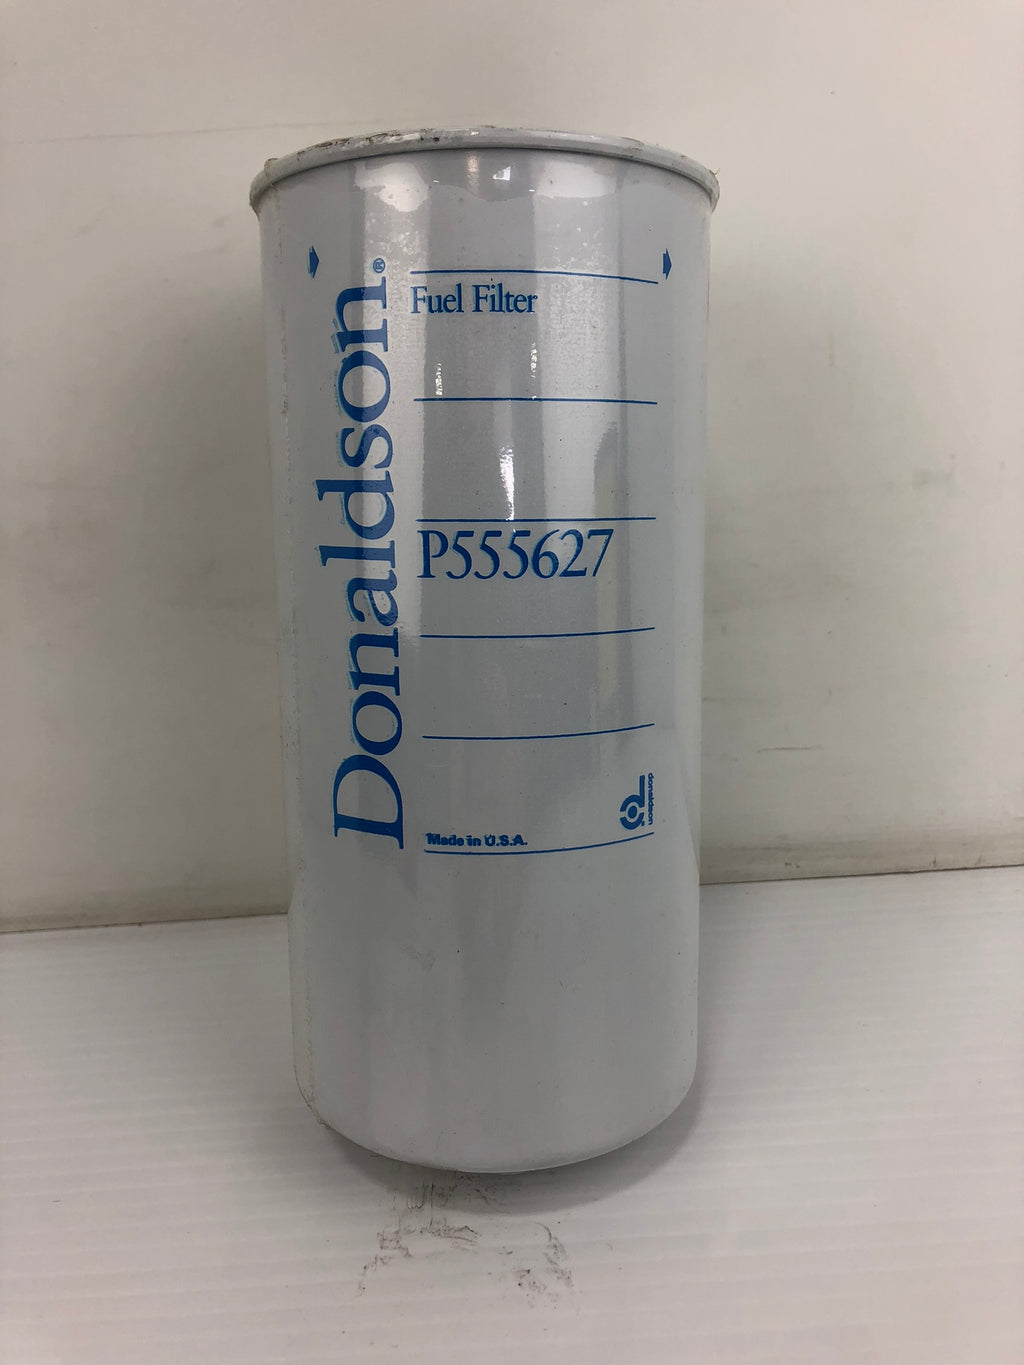 Donaldson®
Fuel Filter
P555627
Made in U.S.A.
donaldson®